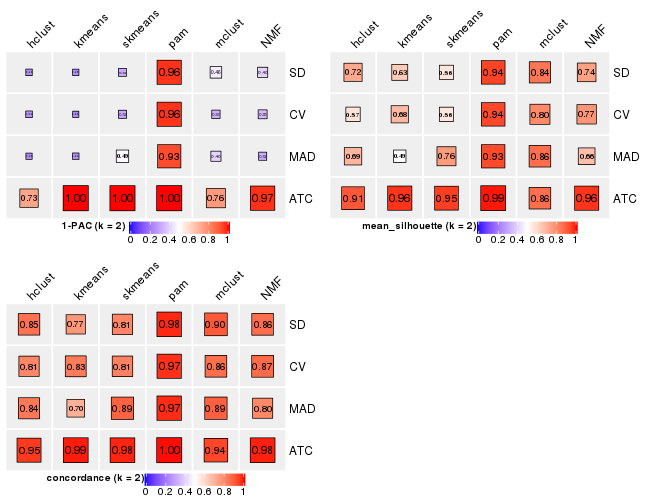 hclust kmeans skmeans pam mclust NMF
0.96 SD
0.96 CV
0.49 0.93 MAD
0.73 1.00 1.00 1.00 0.76 0.97 ATC
1-PAC (k = 2)
0 0.2 0.4 0.6 0.8 1
hclust kmeans skmeans pam mclust NMF
0.72 0.63 0.56 0.94 0.84 0.74 SD
0.57 0.68 0.56 0.94 0.80 0.77 CV
0.69 0.49 0.76 0.93 0.86 0.66 MAD
0.91 0.96 0.95 0.99 0.86 0.96 ATC
mean_silhouette (k = 2)
0 0.2 0.4 0.6 0.8 1
hclust kmeans skmeans pam mclust NMF
0.85 0.77 0.81 0.98 0.90 0.86 SD
0.81 0.83 0.81 0.97 0.86 0.87 CV
0.84 0.70 0.89 0.97 0.89 0.80 MAD
0.95 0.99 0.98 1.00 0.94 0.98 ATC
concordance (k = 2)
0 0.2 0.4 0.6 0.8 1